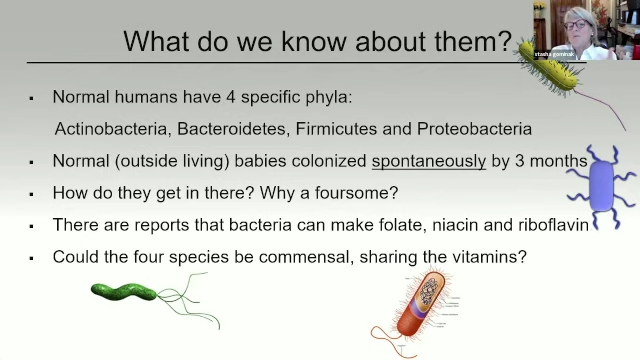 What do we know about them?
stasha gominak
▪ Normal humans have 4 specific phyla:
Actinobacteria, Bacteroidetes, Firmicutes and Proteobacteria
▪ Normal (outside living) babies colonized spontaneously by 3 months
▪ How do they get in there? Why a foursome?
▪ There are reports that bacteria can make folate, niacin and riboflavin
▪ Could the four species be commensal, sharing the vitamins?